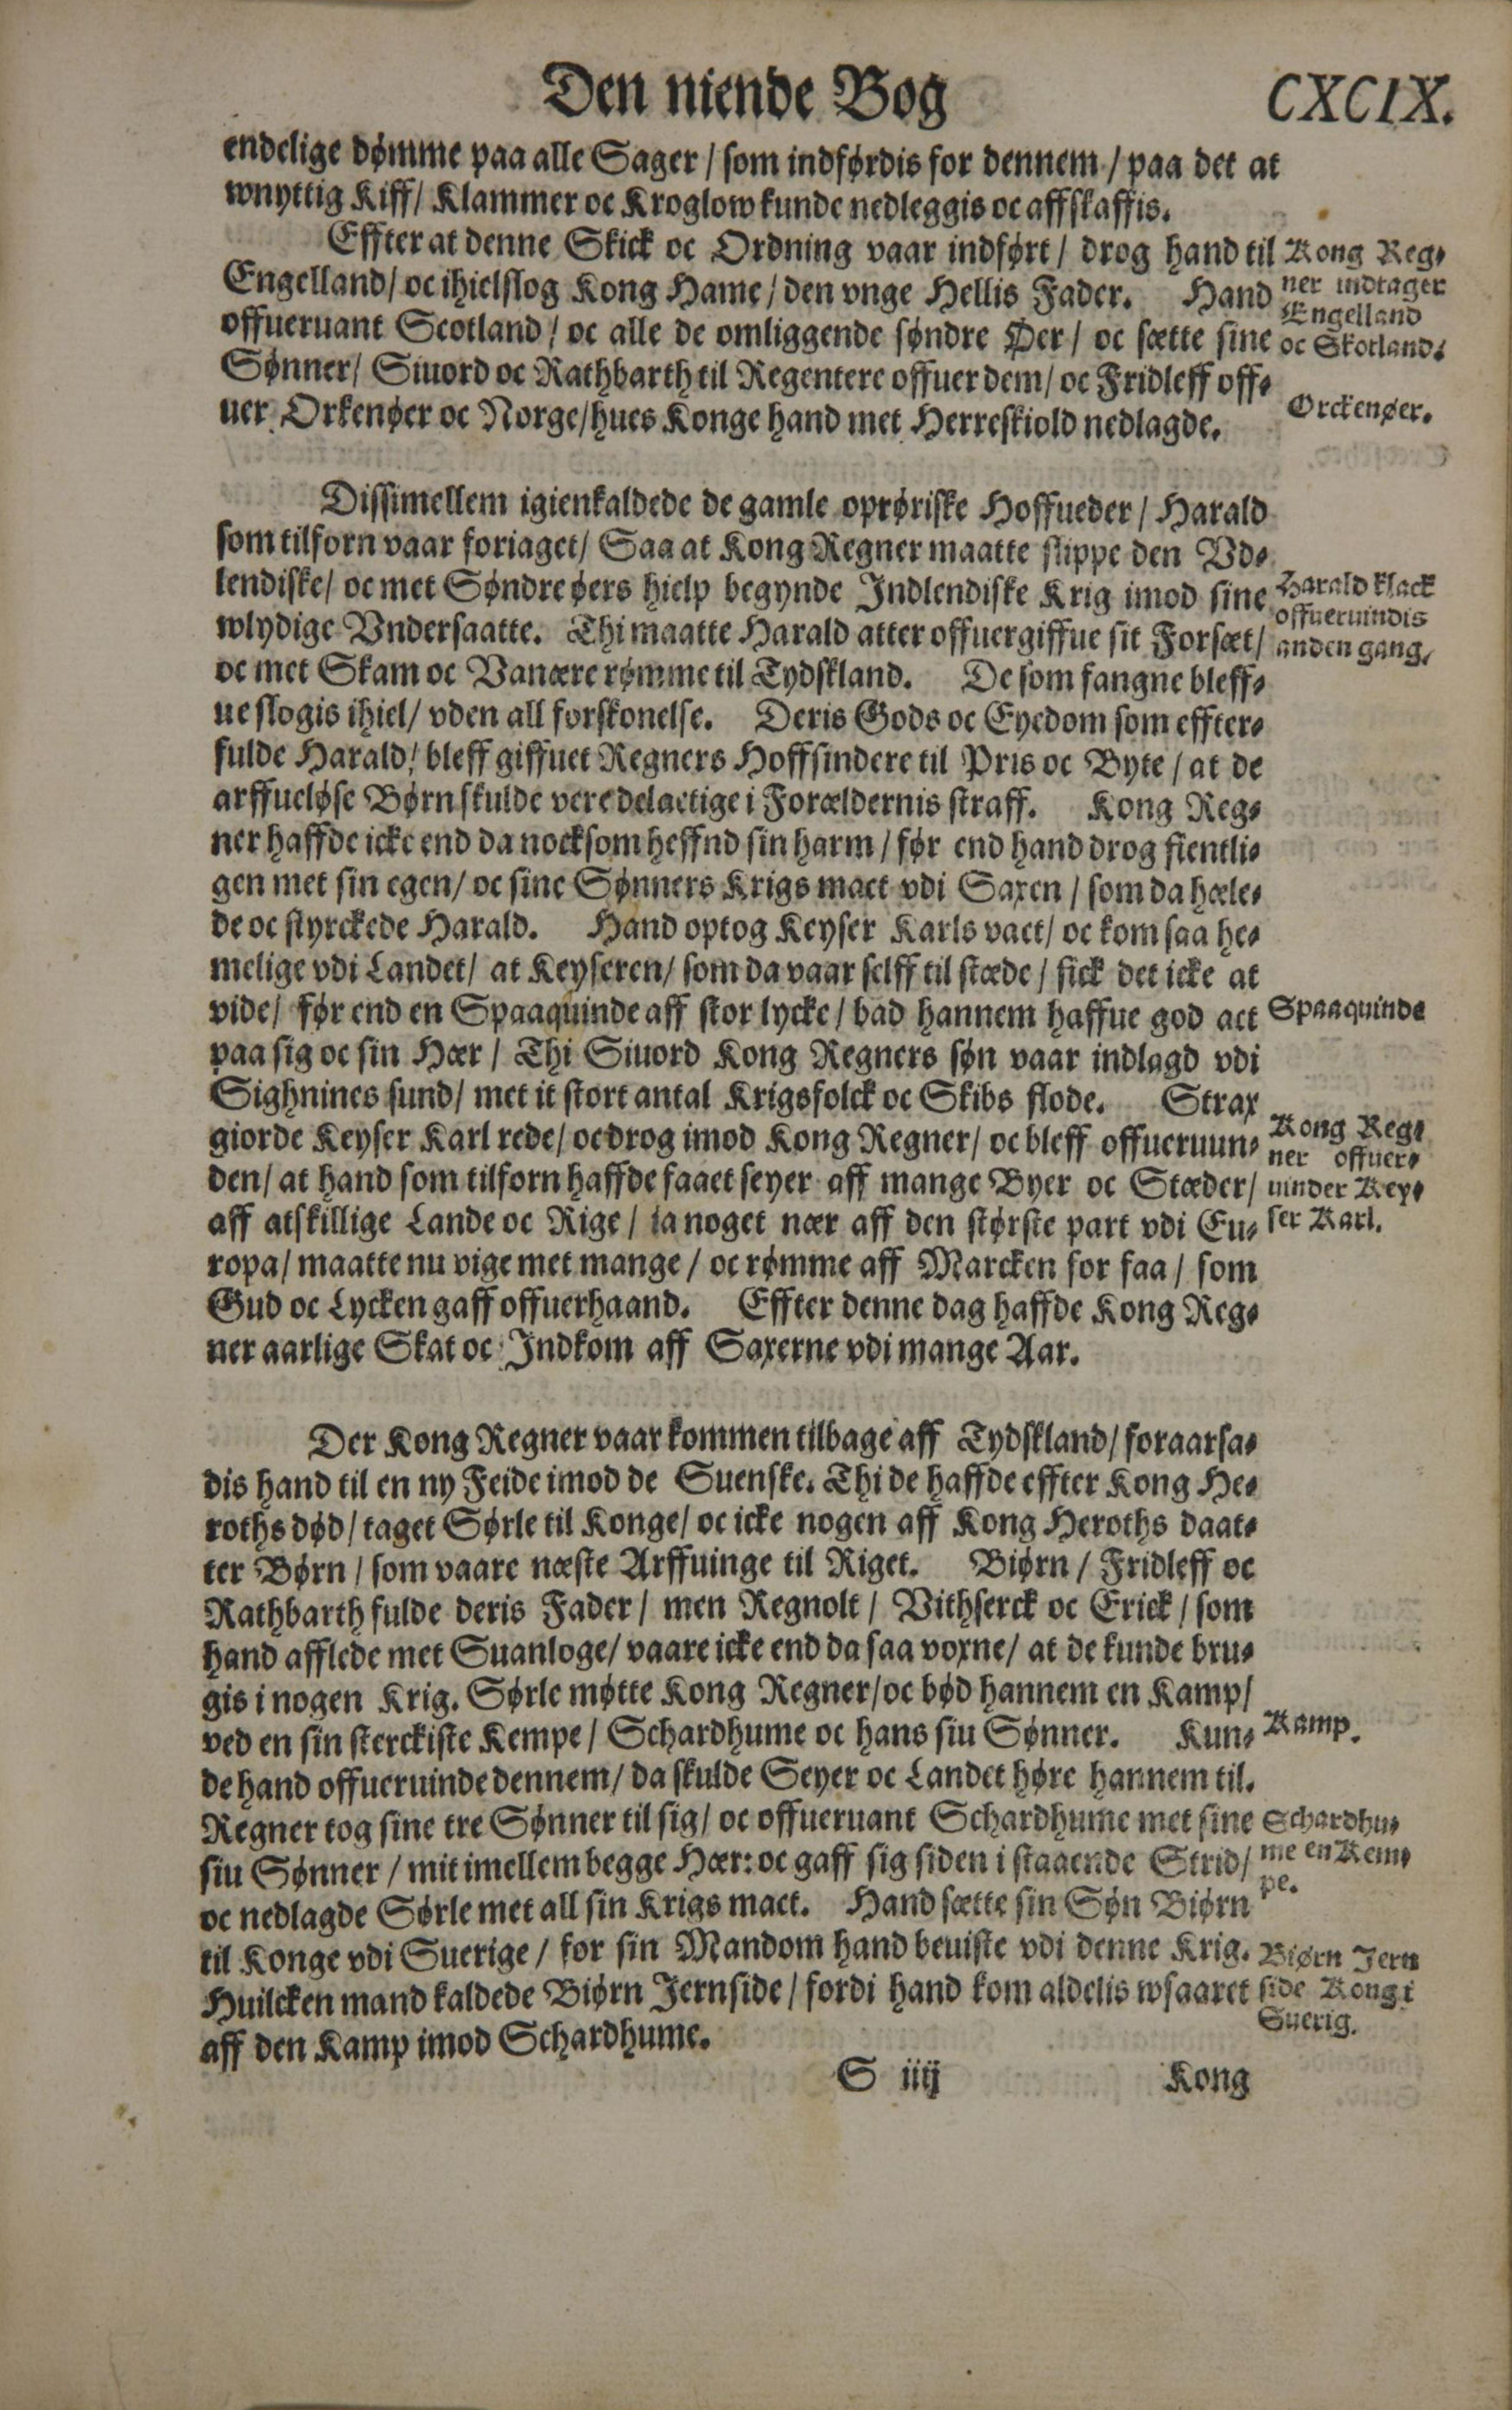 Den niende Bog
CXCIX.
endelige dømme paa alle Sager / som indførdis for dennem / paa det at
wnyttig Kiff / Klammer oc Kroglow kunde nedleggis oc affskaffis.
Effter at denne Skick oc Ordning vaar indført / drog hand til
Engelland / oc ihielslog Kong Hame / den vnge Hellis Fader. Hand
offueruant Scotland / oc alle de omliggende søndre Øer / oc sætte sine
Sønner / Siuord oc Rathbarth til Regentere offuer dem / oc Fridleff off-
uer Orkenøer oc Norge / hues Konge hand met Herreskiold nedlagde.
Kong Reg-
ner indtager
Engelland
oc Skotland.
Orckenøer.
Dissimellem igienkaldede de gamle oprøriske Hoffueder / Harald
som tilforn vaar foriaget / Saa at Kong Regner maatte slippe den Vd-
lendiske / oc met Søndre øers hielp begynde Indlendiske Krig imod sine
wlydige Vndersaatte. Thi maatte Harald atter offuergiffue sit Forsæt /
oc met Skam oc Vanære rømme til Tydskland. De som fangne bleff-
ue slogis ihiel / vden all forskonelse. Deris Gods oc Eyedom som effter-
fulde Harald / bleff giffuet Regners Hoffsindere til Pris oc Byte / at de
arffueløse Børn skulde vere delactige i Forældernis straff. Kong Reg-
ner haffde icke end da nocksom heffnd sin harm / før end hand drog fientli-
gen met sin egen / oc sine Sønners Krigs mact vdi Saxen / som da hæle-
de oc styrckede Harald. Hand optog Keyser Karls vact / oc kom saa he-
melige vdi Landet / at Keyseren / som da vaar selff til stæde / fick det icke at
vide / før end en Spaaquinde aff stor lycke / bad hannem haffue god act
paa sig oc sin Hær / Thi Siuord Kong Regners søn vaar indlagd vdi
Sighnines sund / met it stort antal Krigsfolck oc Skibs flode. Strax
giorde Keyser Karl rede / oc drog imod Kong Regner / oc bleff offueruun-
den / at hand som tilforn haffde faaet seyer aff mange Byer oc Stæder /
aff atskillige Lande oc Rige / ia noget nær aff den største part vdi Eu-
ropa / maatte nu vige met mange / oc rømme aff Marcken for faa / som
Gud oc Lycken gaff offuerhaand. Effter denne dag haffde Kong Reg-
ner aarlige Skat oc Indkom aff Saxerne vdi mange Aar.
Harald klack
offueruindis
anden gang.
Spaaquinde
Kong Reg-
ner offuer-
uinder Key-
ser Karl.
Der Kong Regner vaar kommen tilbage aff Tydskland / foraarsa-
dis hand til en ny Feide imod de Suenske. Thi de haffde effter Kong He-
roths død / taget Sørle til Konge / oc icke nogen aff Kong Heroths daat-
ter Børn / som vaare næste Arffuinge til Riget. Biørn / Fridleff oc
Rathbarth fulde deris Fader / men Regnolt / Vithserck oc Erick / som
hand afflede met Suanloge / vaare icke end da saa voxne / at de kunde bru-
gis i nogen Krig. Sørle møtte Kong Regner / oc bød hannem en Kamp /
ved en sin sterckiste Kempe / Schardhume oc hans siu Sønner. Kun-
de hand offueruinde dennem / da skulde Seyer oc Landet høre hannem til.
Regner tog sine tre Sønner til sig / oc offueruant Schardhume met sine
siu Sønner / mit imellem begge Hær: oc gaff sig siden i staaende Strid /
oc nedlagde Sørle met all sin Krigs mact. Hand sætte sin Søn Biørn
til Konge vdi Suerige / for sin Mandom hand beuiste vdi denne Krig.
Huilcken mand kaldede Biørn Jernside / fordi hand kom aldelis wsaaret
aff den Kamp imod Schardhume.
Kamp.
Schardhu-
me en Kem-
pe.
Biørn Jern
side Kong i
Suerig.
S iiij
Kong